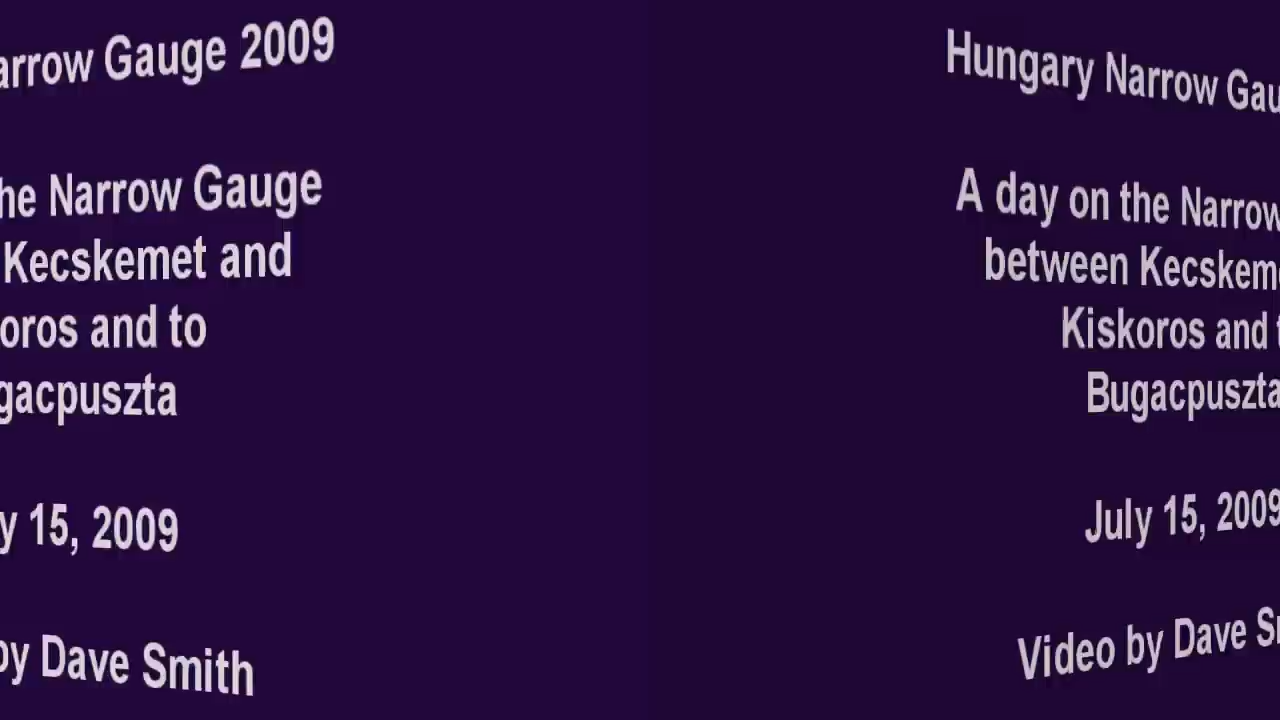 arrow Gauge 2009
he Narrow Gauge
Kecskemet and
oros and to
gacpuszta
y 15, 2009
by Dave Smith
Hungary Narrow Gau
A day on the Narrow
between Kecskeme
Kiskoros and t
Bugacpuszta
July 15, 2009
Video by Dave S